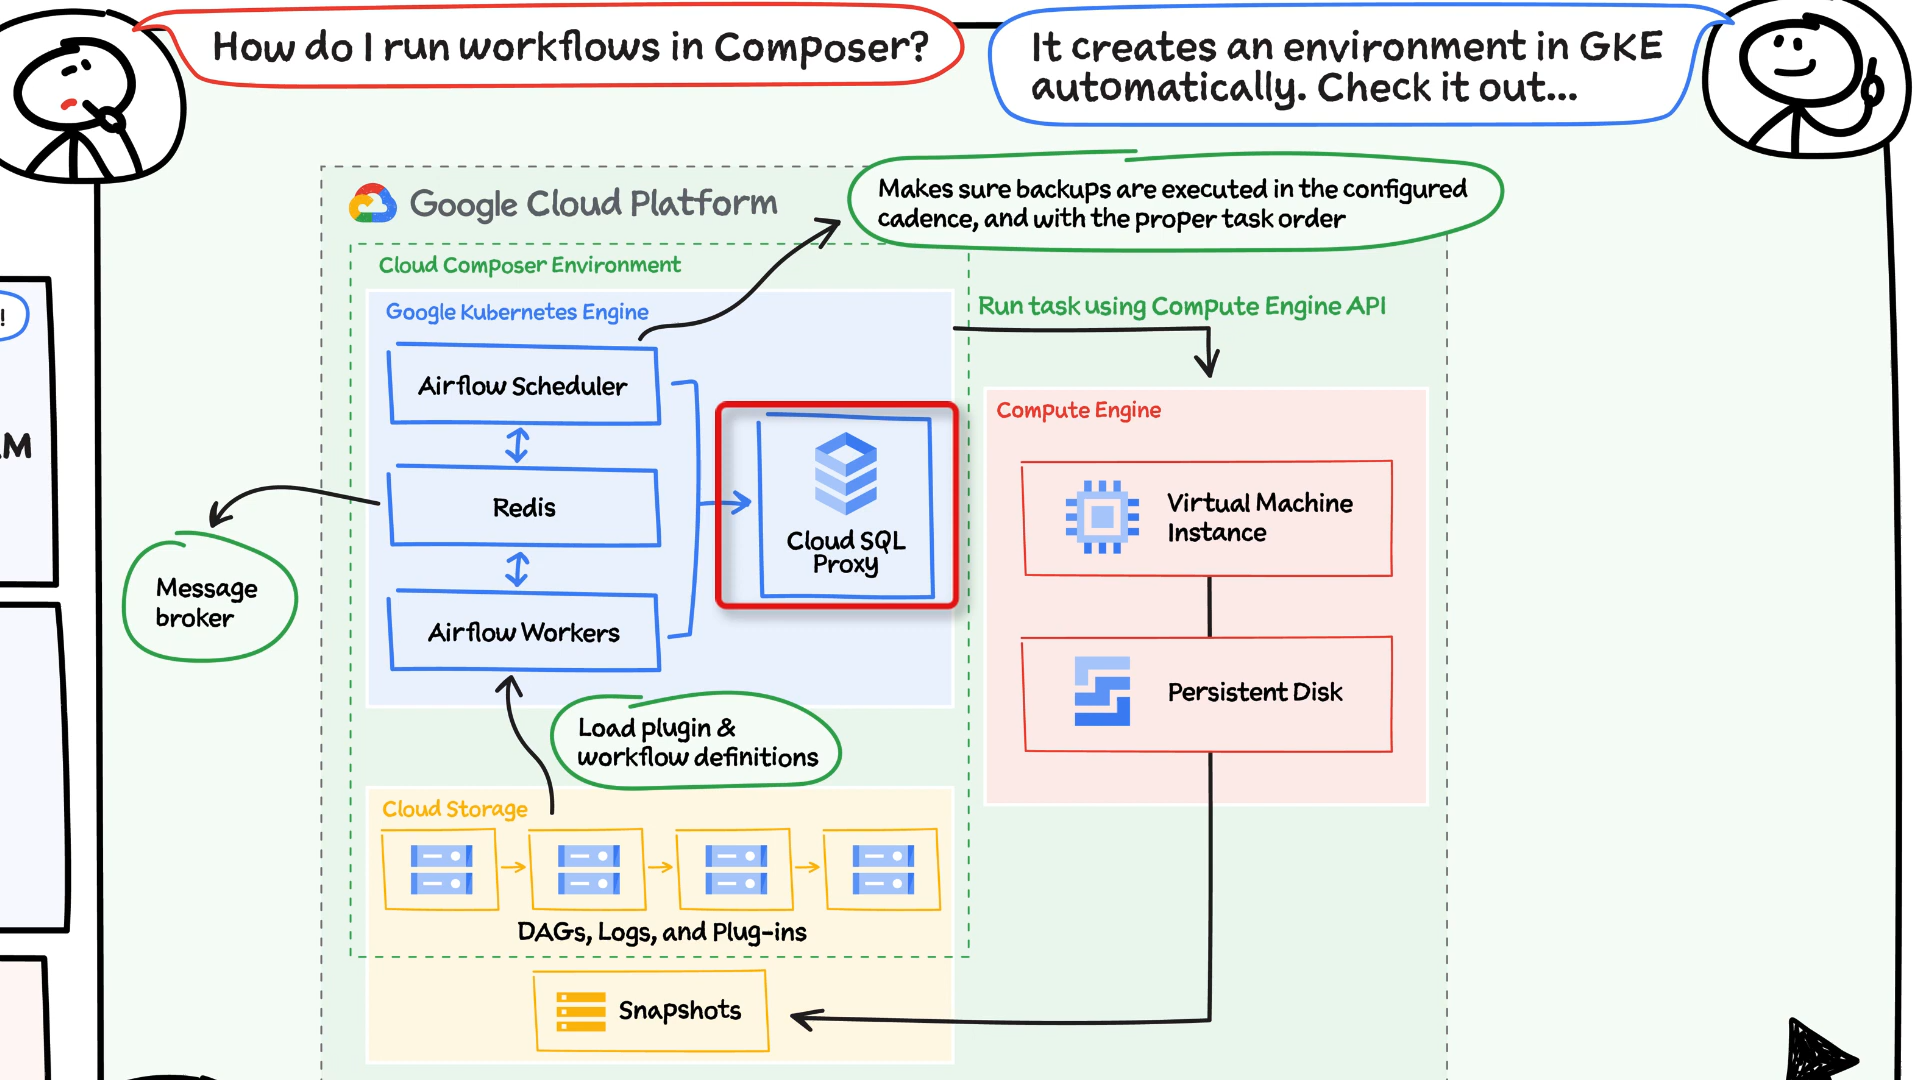 How do I run workflows in Composer?
It creates an environment in GKE
automatically. Check it out...
Google Cloud Platform
Makes sure backups are executed in the configured
cadence, and with the proper task order
Cloud Composer Environment
Google Kubernetes Engine
Run task using Compute Engine API
!
Airflow Scheduler
Compute Engine
M
Redis
Virtual Machine
Instance
Cloud SQL
Proxy
Message
broker
Airflow Workers
Persistent Disk
Load plugin &
workflow definitions
Cloud Storage
DAGs, Logs, and Plug-ins
Snapshots